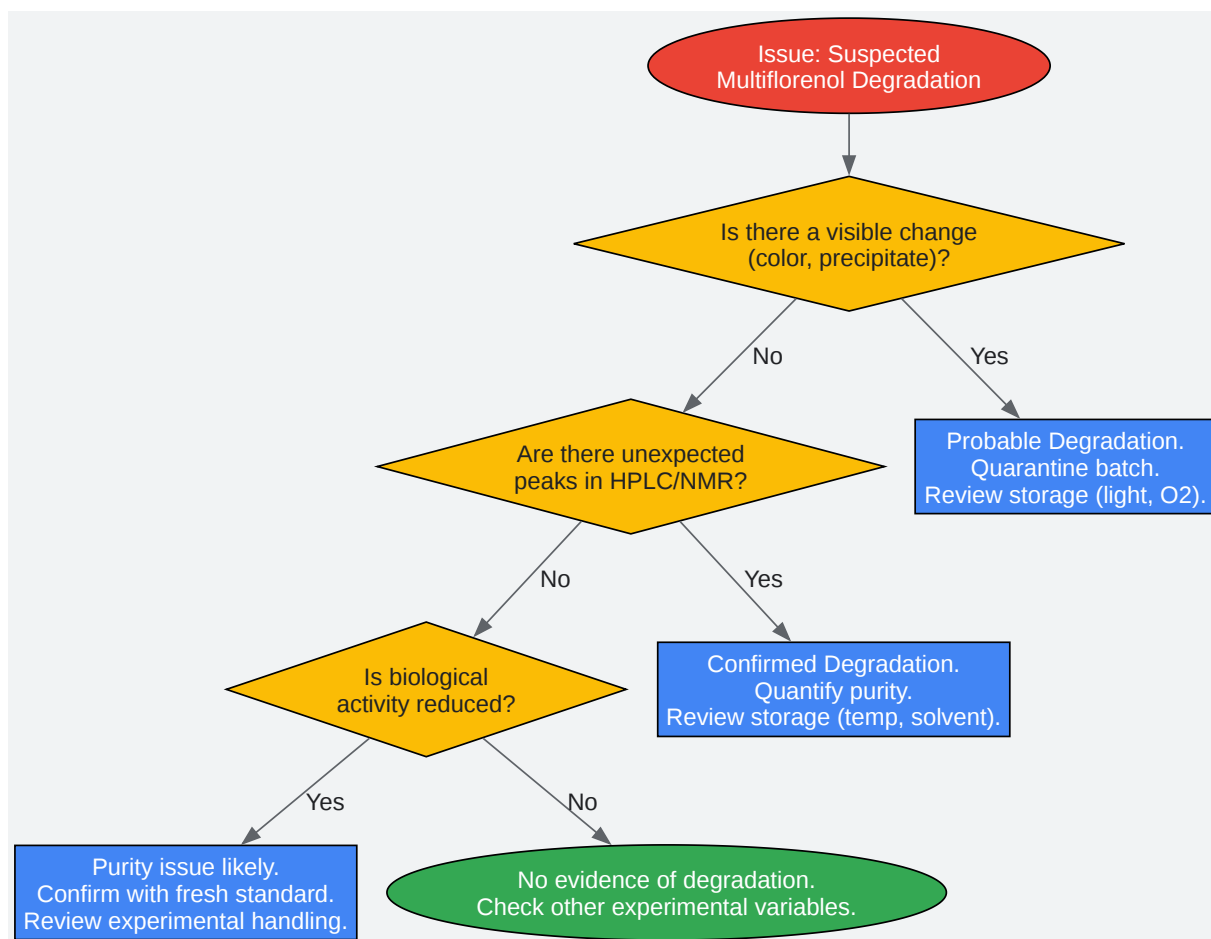 Issue: Suspected
Multiflorenol Degradation
Is there a visible change
(color, precipitate)?
No
Yes
Are there unexpected
peaks in HPLC/NMR?
Probable Degradation.
Quarantine batch.
Review storage (light, O2).
No
Yes
Is biological
activity reduced?
Confirmed Degradation.
Quantify purity.
Review storage (temp, solvent).
Yes
No
Purity issue likely.
Confirm with fresh standard.
Review experimental handling.
No evidence of degradation.
Check other experimental variables.